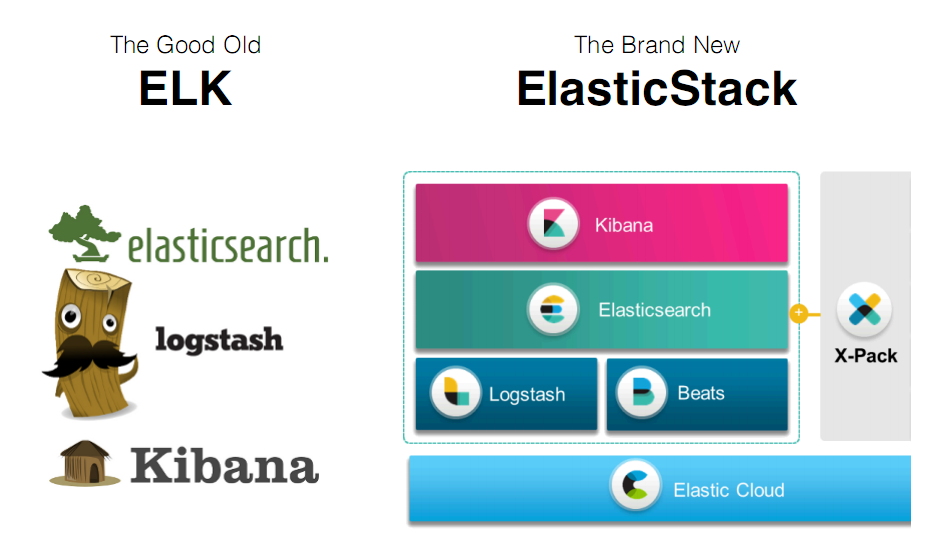 The Good Old
ELK
elasticsearch.
logstash
Kibana
The Brand New
ElasticStack
Kibana
Elasticsearch
Logstash
Beats
+
X-Pack
Elastic Cloud